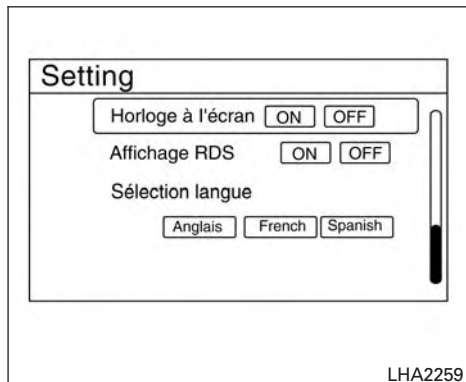 Setting
Horloge à l'écran ON OFF
Affichage RDS ON OFF
Sélection langue
Anglais French Spanish
LHA2259